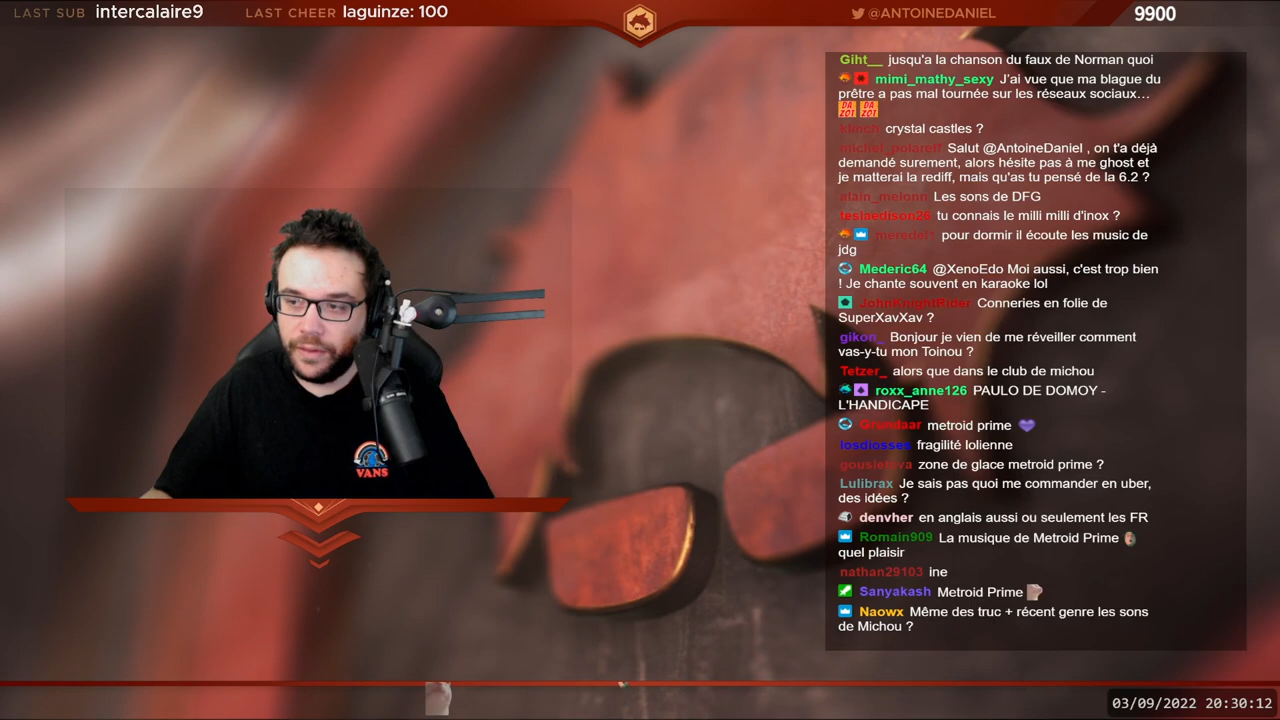 LAST SUB intercalaire9 LAST CHEER laguinze: 100
@ANTOINEDANIEL 9900
Giht__ jusqu'a la chanson du faux de Norman quoi
mimi_mathy_sexy J'ai vue que ma blague du
prêtre a pas mal tournée sur les réseaux sociaux…
crystal castles ?
Salut @AntoineDaniel , on t'a déjà
demandé surement, alors hésite pas à me ghost et
je matterai la rediff, mais qu'as tu pensé de la 6.2 ?
alain_melonn Les sons de DFG
teslaedison26 tu connais le milli milli d'inox ?
pour dormir il écoute les music de
jdg
Mederic64 @XenoEdo Moi aussi, c'est trop bien
! Je chante souvent en karaoke lol
JohnKnightRider Conneries en folie de
SuperXavXav ?
gikon_ Bonjour je vien de me réveiller comment
vas-y-tu mon Toinou ?
Tetzer_ alors que dans le club de michou
roxx_anne126 PAULO DE DOMOY -
L'HANDICAPE
Grundaar metroid prime
losdiosses fragilité lolienne
zone de glace metroid prime ?
Lulibrax Je sais pas quoi me commander en uber,
des idées ?
denvher en anglais aussi ou seulement les FR
Romain909 La musique de Metroid Prime
quel plaisir
nathan29103 ine
Sanyakash Metroid Prime
Naowx Même des truc + récent genre les sons
de Michou ?
VANS
03/09/2022 20:30:12